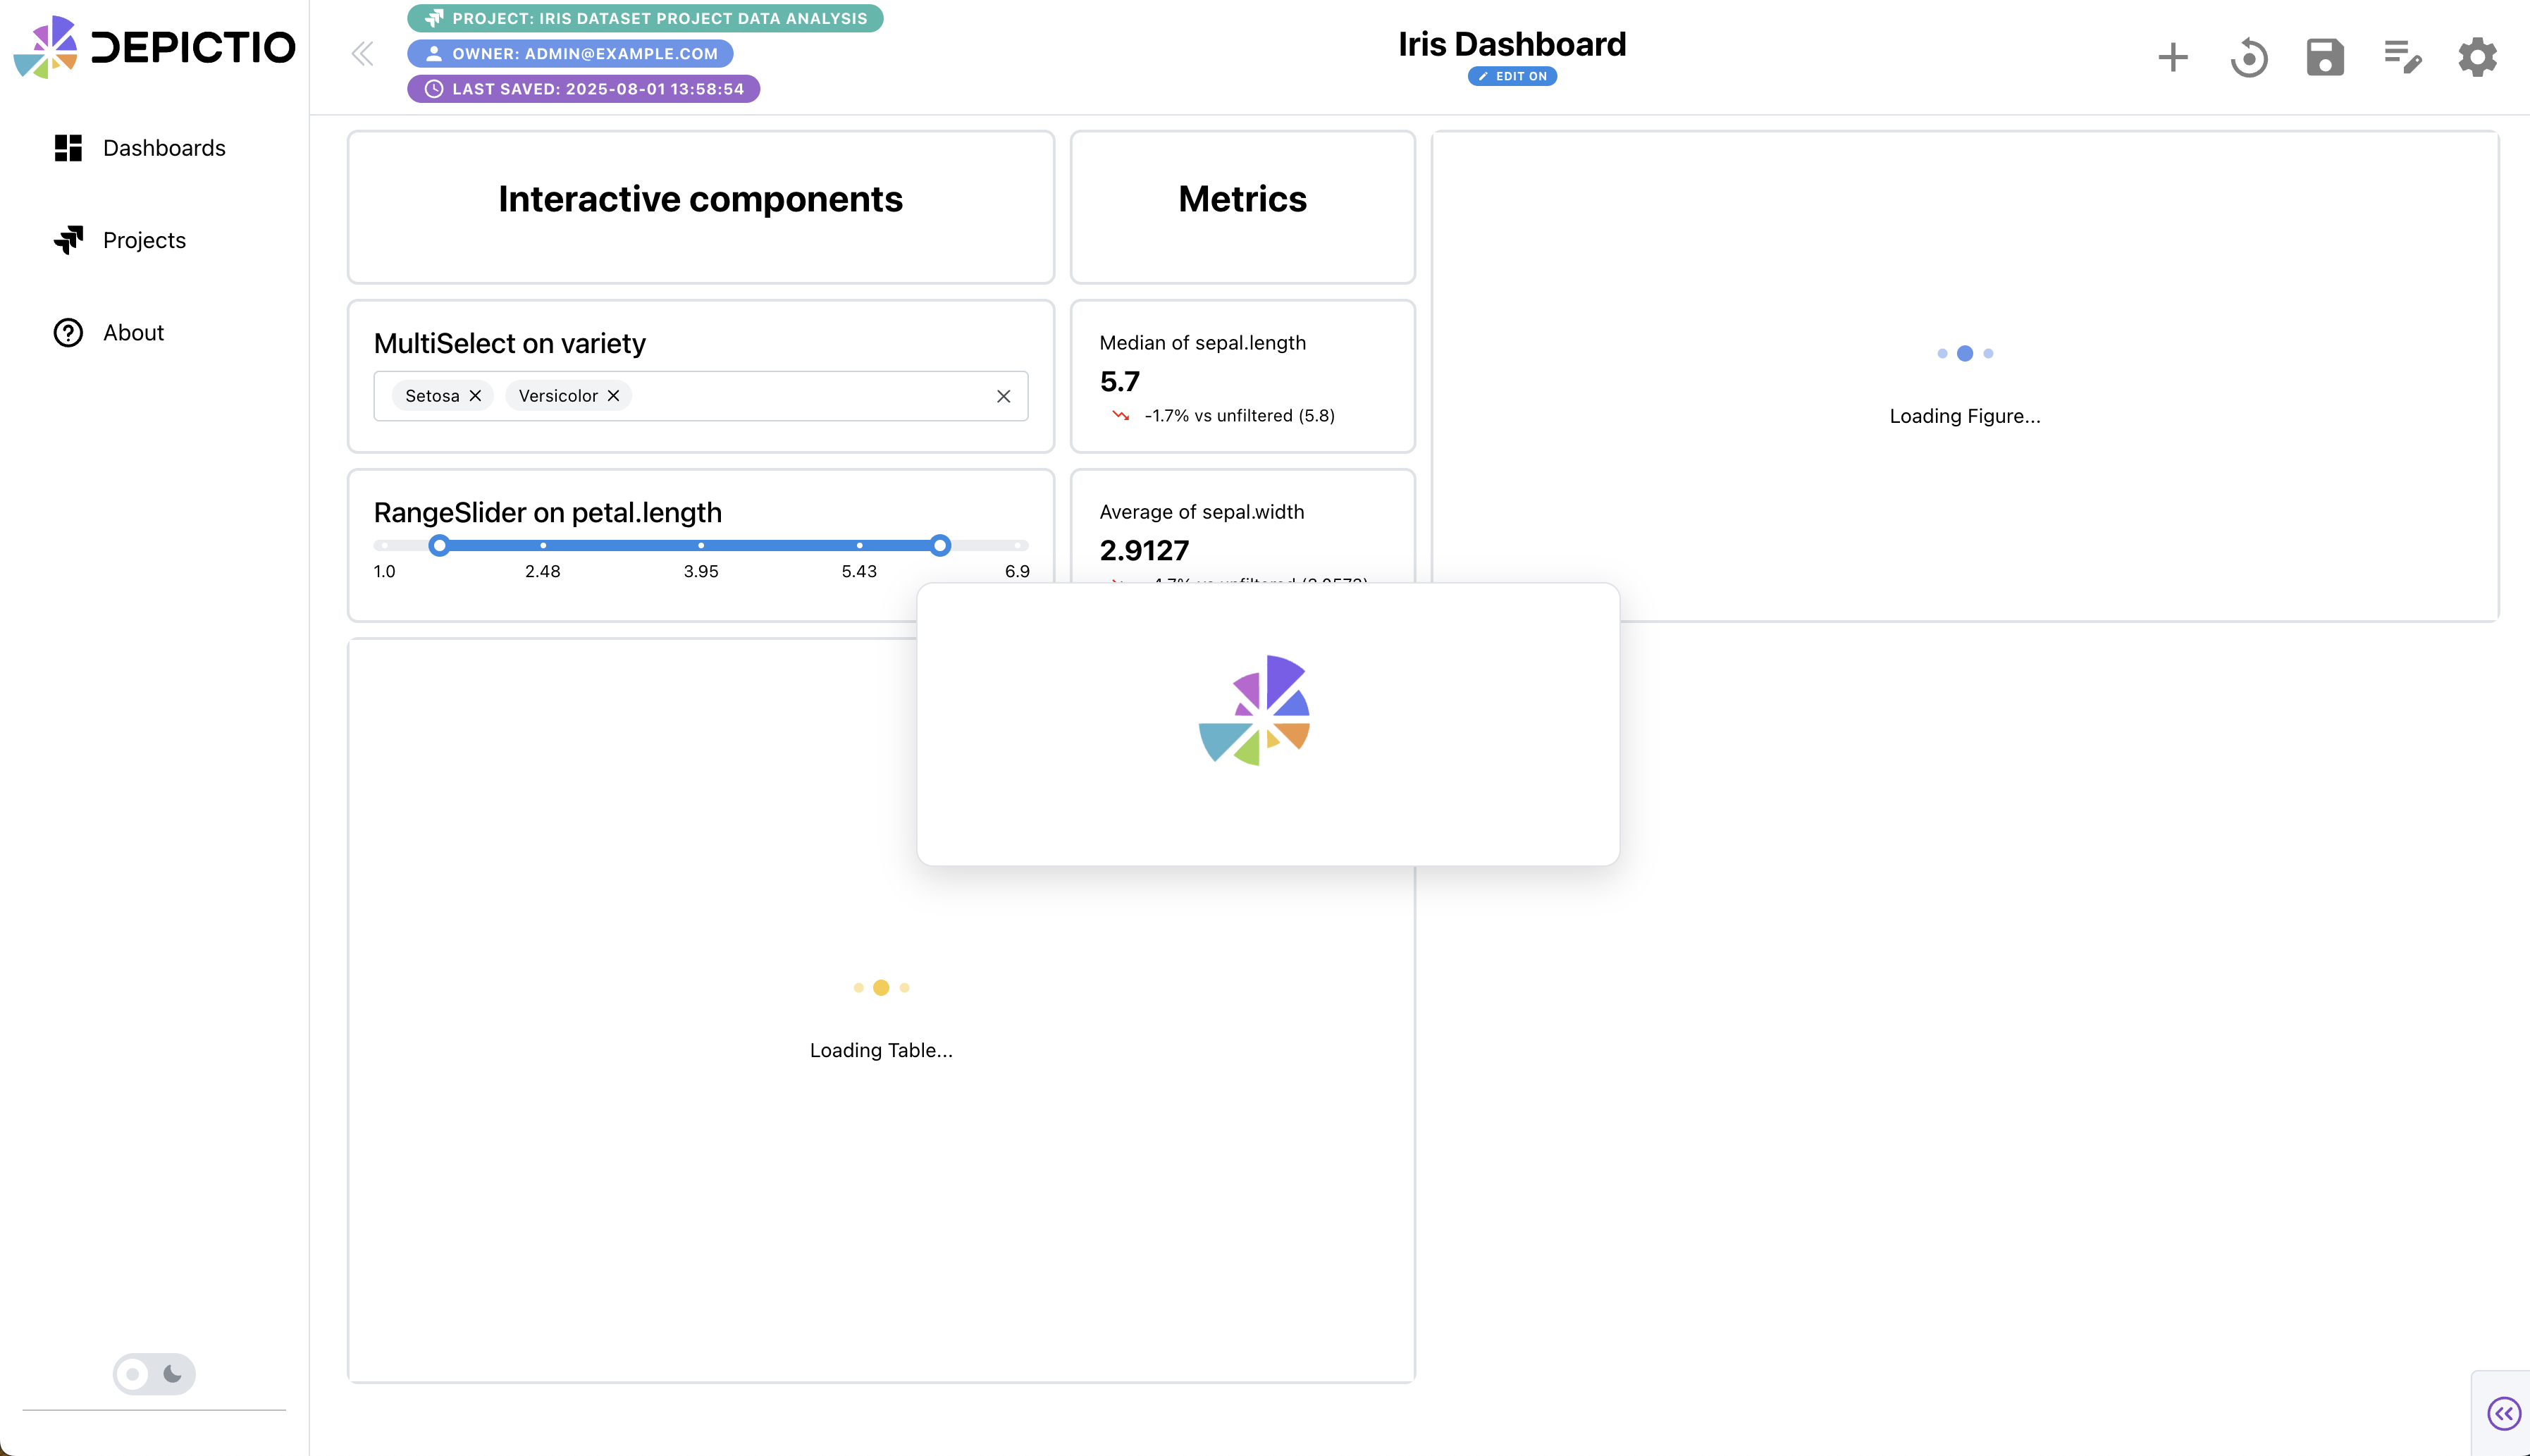 DEPICTIO
Dashboards
Projects
About
PROJECT: IRIS DATASET PROJECT DATA ANALYSIS
OWNER: ADMIN@EXAMPLE.COM
LAST SAVED: 2025-08-01 13:58:54
Iris Dashboard
EDIT ON
Interactive components
Metrics
MultiSelect on variety
Setosa
Versicolor
Median of sepal.length
5.7
-1.7% vs unfiltered (5.8)
RangeSlider on petal.length
1.0 2.48 3.95 5.43 6.9
Average of sepal.width
2.9127
Loading Figure...
Loading Table...